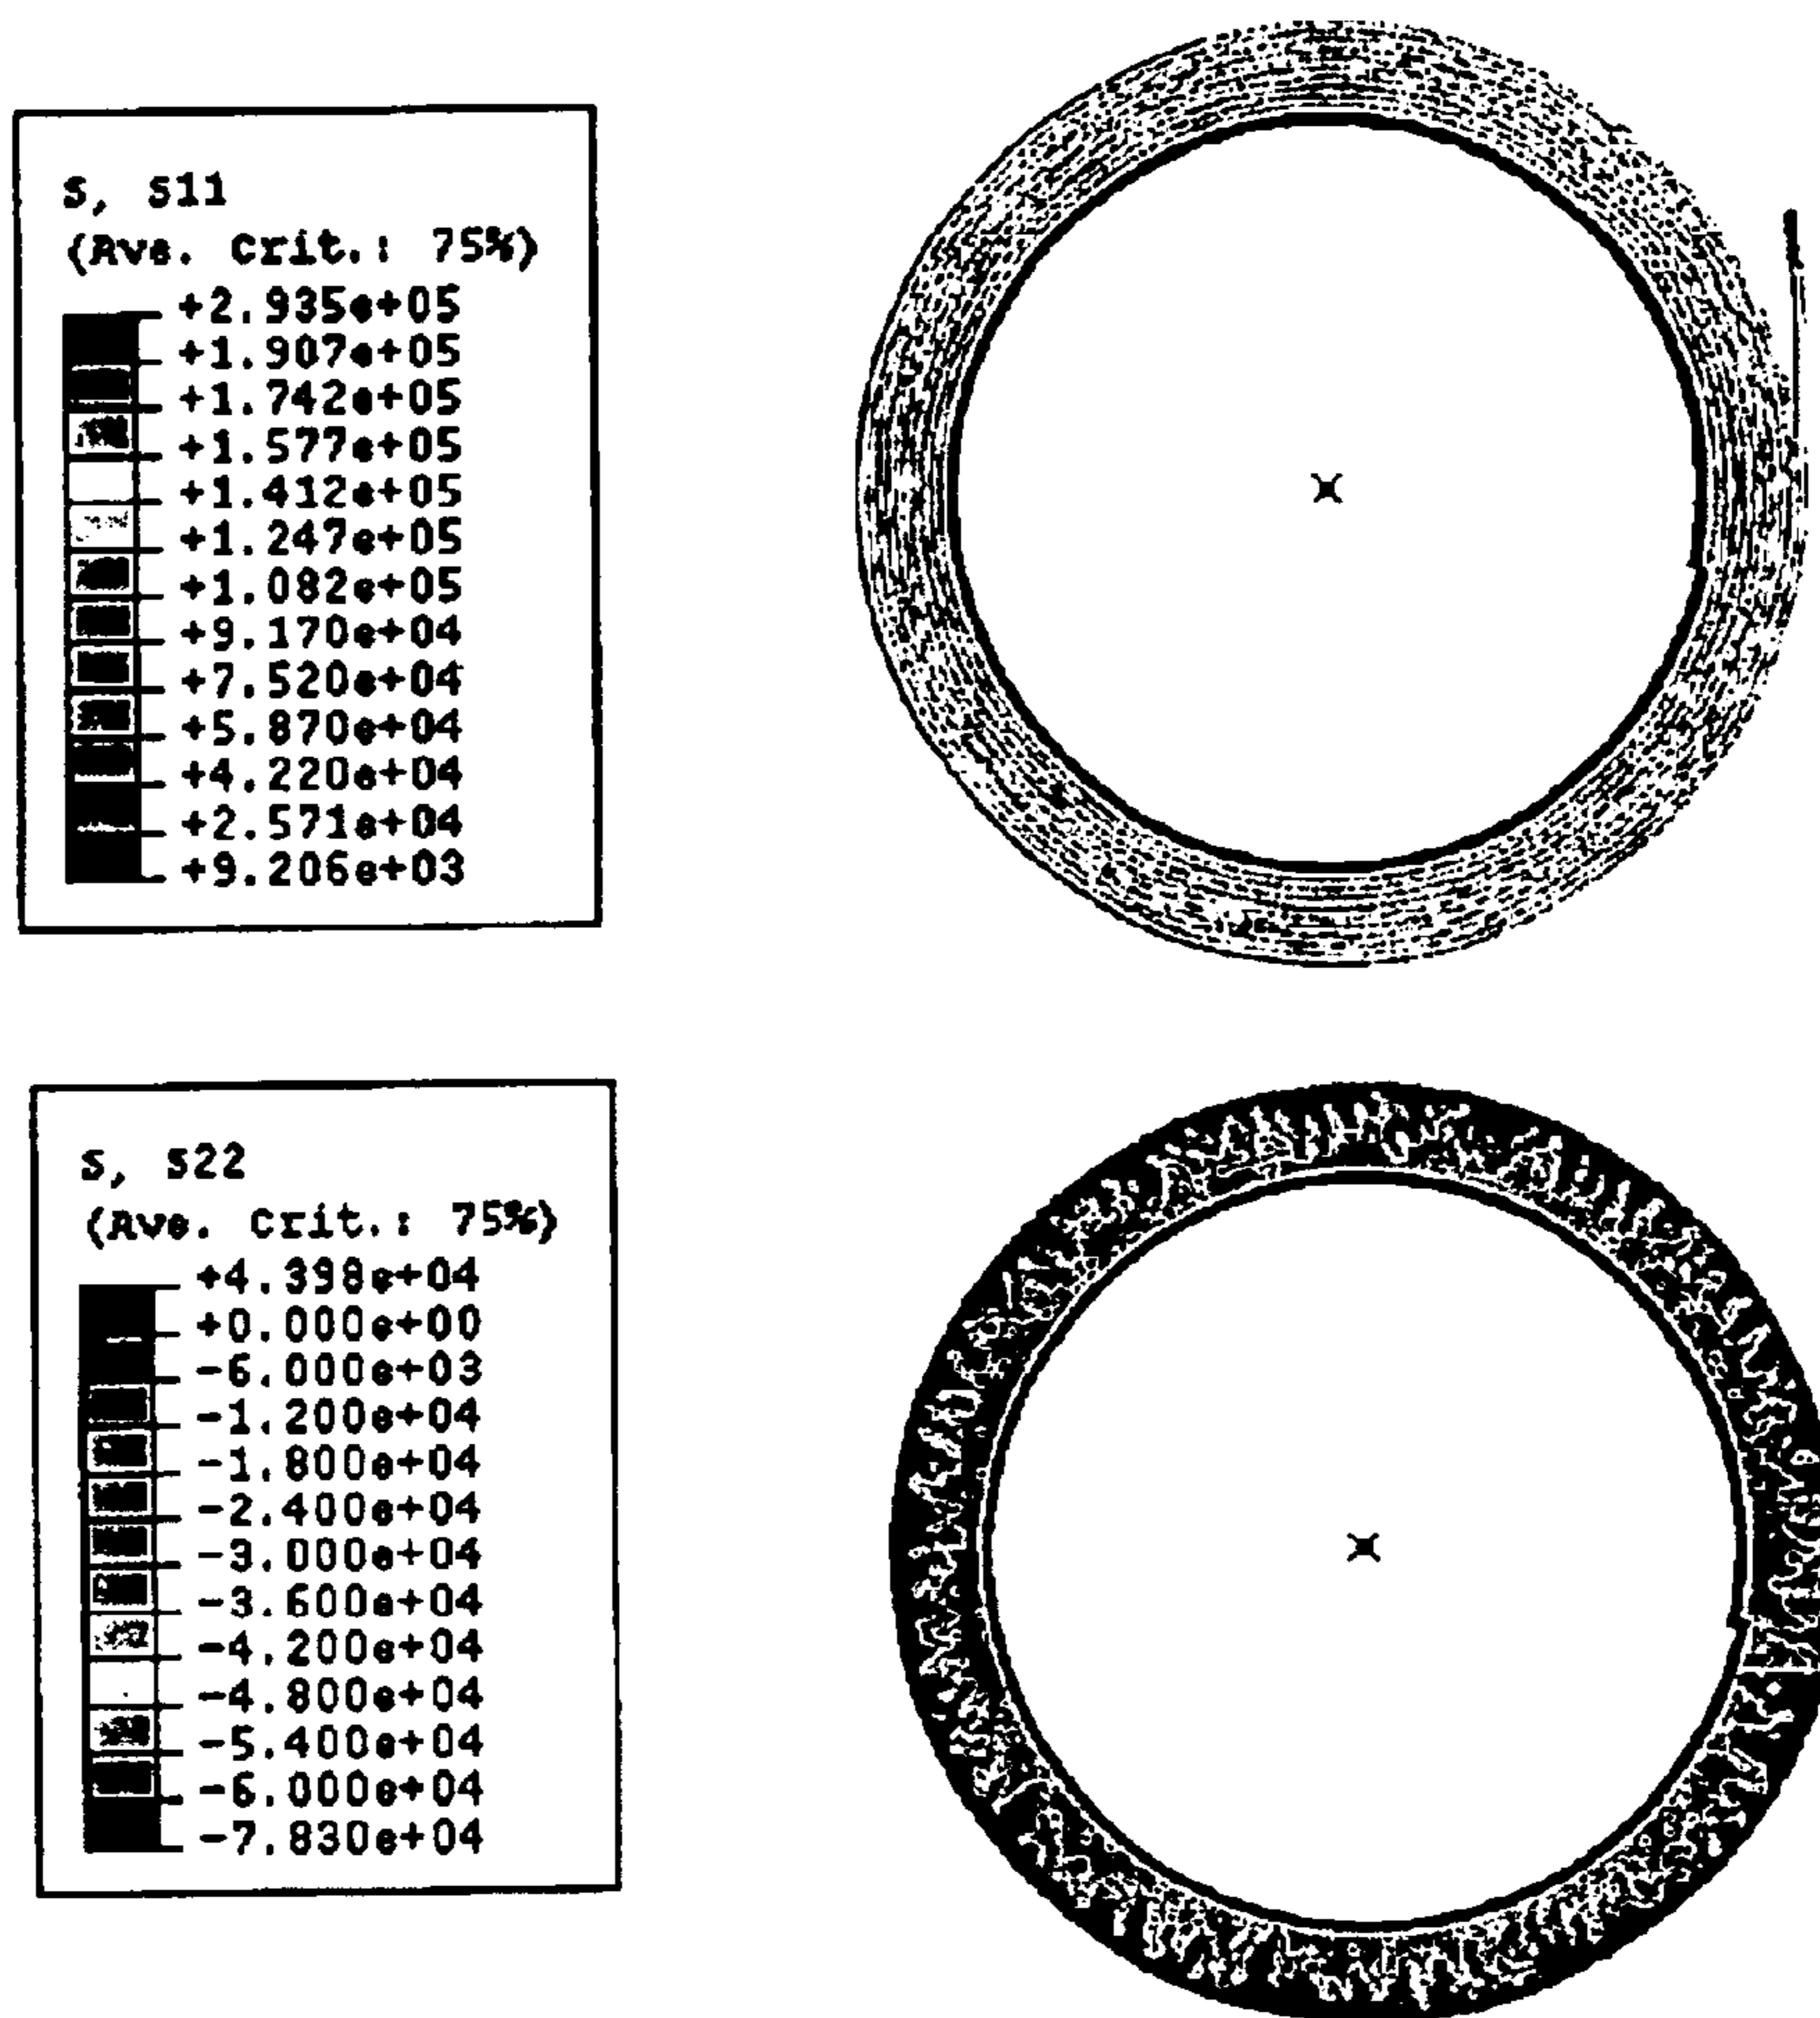 S, S11
(Ave. Crit.: 75%)
+2.935e+05
+1.907e+05
+1.742e+05
+1.577e+05
+1.412e+05
+1.247e+05
+1.082e+05
+9.170e+04
+7.520e+04
+5.870e+04
+4.220e+04
+2.571e+04
+9.206e+03
S, S22
(Ave. Crit.: 75%)
+4.398e+04
+0.000e+00
-6.000e+03
-1.200e+04
-1.800e+04
-2.400e+04
-3.000e+04
-3.600e+04
-4.200e+04
-4.800e+04
-5.400e+04
-6.000e+04
-7.830e+04